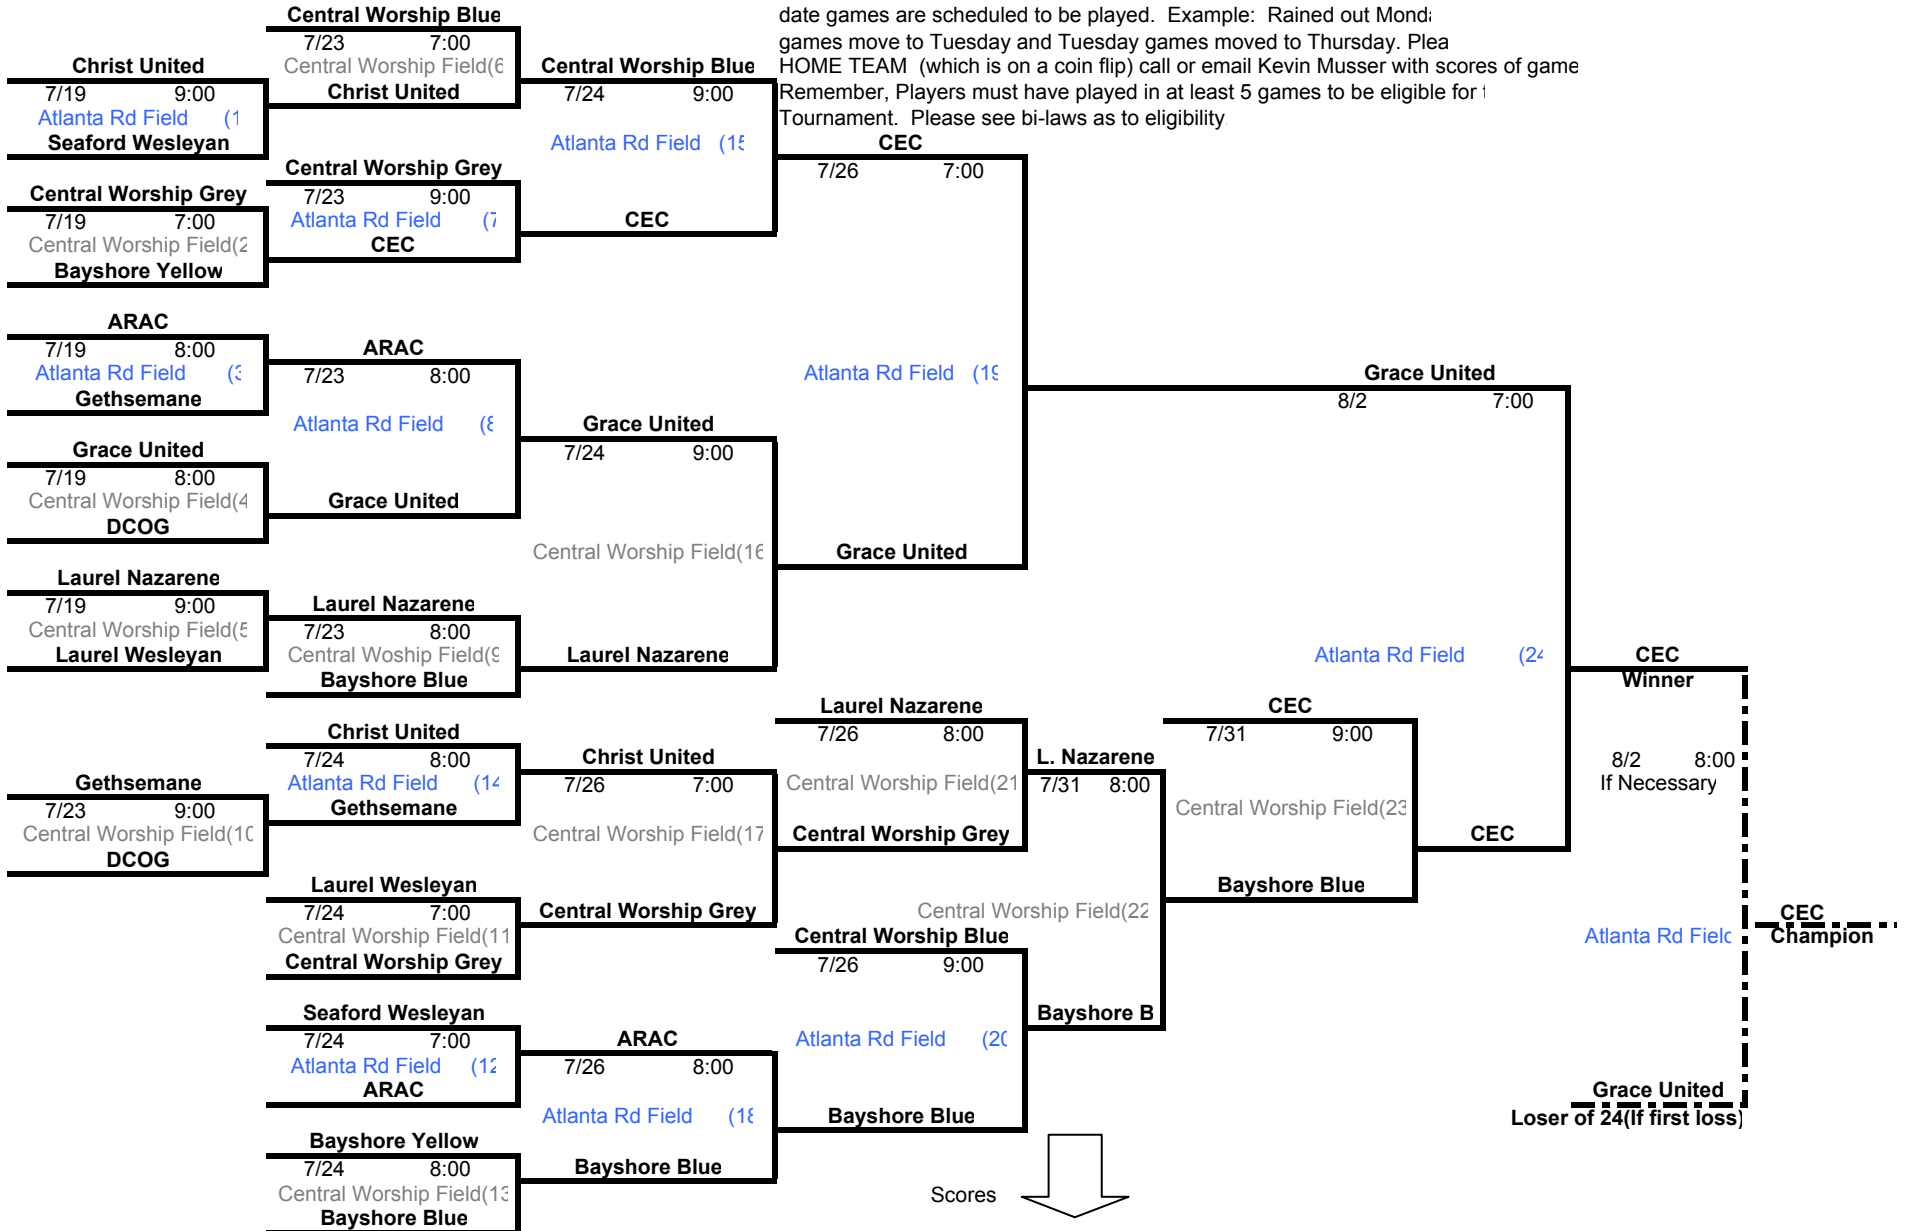 Central Worship Blue
7/23 7:00
Central Worship Field(6
Christ United
date games are scheduled to be played. Example: Rained out Mond
games move to Tuesday and Tuesday games moved to Thursday. Plea
HOME TEAM (which is on a coin flip) call or email Kevin Musser with scores of game
Remember, Players must have played in at least 5 games to be eligible for
Tournament. Please see bi-laws as to eligibility
Christ United
7/19 9:00
Atlanta Rd Field (1
Seaford Wesleyan
Central Worship Blue
7/24 9:00
Atlanta Rd Field (15
CEC
CEC
7/26 7:00
Central Worship Grey
7/19 7:00
Central Worship Field(2
Bayshore Yellow
Central Worship Grey
7/23 9:00
Atlanta Rd Field (7
CEC
ARAC
7/19 8:00
Atlanta Rd Field (3
Gethsemane
ARAC
7/23 8:00
Atlanta Rd Field (8
Grace United
Grace United
7/19 8:00
Central Worship Field(4
DCOG
Grace United
7/24 9:00
Central Worship Field(16
Laurel Nazarene
Atlanta Rd Field (19
Grace United
Grace United
8/2 7:00
Atlanta Rd Field (24
Laurel Nazarene
7/19 9:00
Central Worship Field(5
Laurel Wesleyan
Laurel Nazarene
7/23 8:00
Central Woship Field(9
Bayshore Blue
CEC
Winner
8/2 8:00
If Necessary
Christ United
7/24 8:00
Atlanta Rd Field (14
Gethsemane
Gethsemane
7/23 9:00
Central Worship Field(10
DCOG
Christ United
7/26 7:00
Central Worship Field(17
Central Worship Grey
Laurel Nazarene
7/26 8:00
Central Worship Field(21
Central Worship Grey
L. Nazarene
7/31 8:00
Central Worship Field(22
Bayshore B
CEC
7/31 9:00
Central Worship Field(23
Bayshore Blue
CEC
Laurel Wesleyan
7/24 7:00
Central Worship Field(11
Central Worship Grey
Central Worship Blue
7/26 9:00
Atlanta Rd Field (20
Bayshore Blue
Atlanta Rd Field
CEC
Champion
Seaford Wesleyan
7/24 7:00
Atlanta Rd Field (12
ARAC
ARAC
7/26 8:00
Atlanta Rd Field (18
Bayshore Blue
Grace United
Loser of 24(If first loss)
Bayshore Yellow
7/24 8:00
Central Worship Field(13
Bayshore Blue
Scores